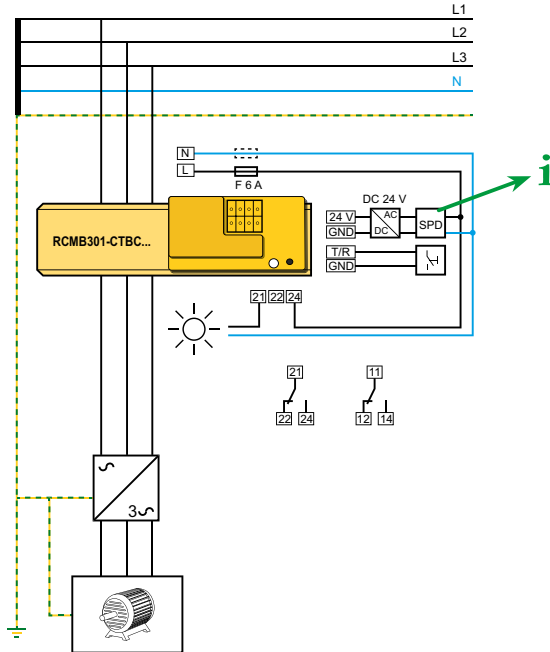 L1
L2
L3
N
N
L
F 6 A
i
DC 24 V
24 V
GND
AC
DC
SPD
T/R
GND
RCMB301-CTBC...
21 22 24
21
22 24
11
12 14
3